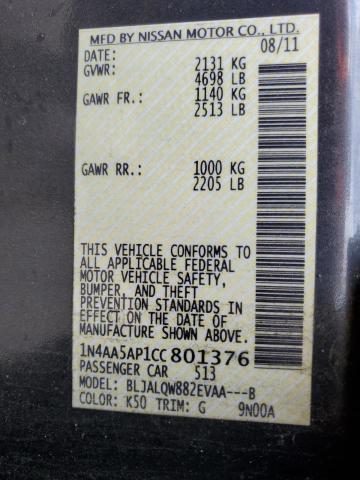 MFD BY NISSAN MOTOR CO., LTD.
DATE: 08/11
GVWR: 2131 KG
4698 LB
GAWR FR.: 1140 KG
2513 LB
GAWR RR.: 1000 KG
2205 LB
THIS VEHICLE CONFORMS TO
ALL APPLICABLE FEDERAL
MOTOR VEHICLE SAFETY,
BUMPER, AND THEFT
PREVENTION STANDARDS IN
EFFECT ON THE DATE OF
MANUFACTURE SHOWN ABOVE.
1N4AA5AP1CC801376
PASSENGER CAR 513
MODEL: BLJALQW882EVAA---B
COLOR: K50 TRIM: G 9N00A